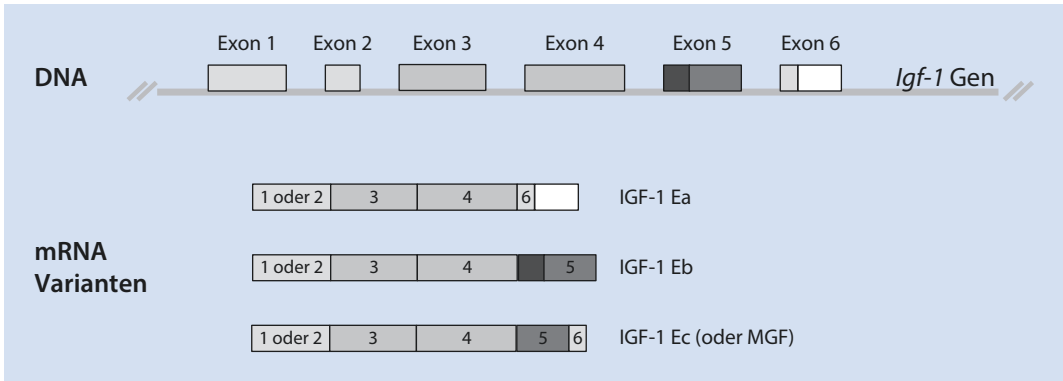 Exon 1 Exon 2 Exon 3 Exon 4 Exon 5 Exon 6
DNA Igf-1 Gen
1 oder 2 3 4 6 IGF-1 Ea
mRNA
Varianten
1 oder 2 3 4 5 IGF-1 Eb
1 oder 2 3 4 5 6 IGF-1 Ec (oder MGF)